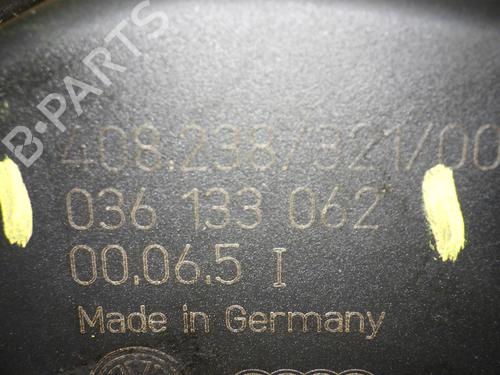 B-PARTS
408.238/321/00
036 133 062
00.06.5 I
Made in Germany